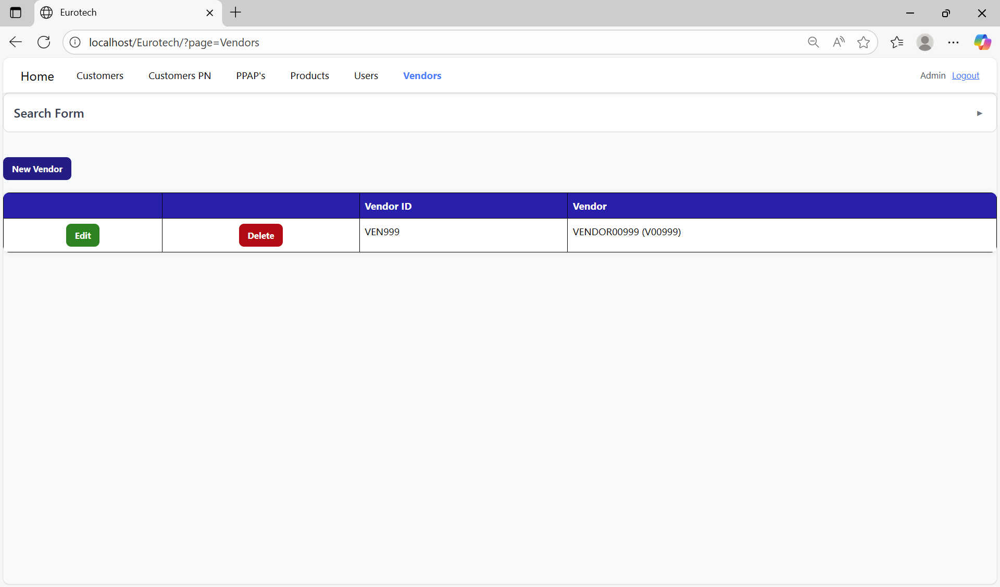 Eurotech
localhost/Eurotech/?page=Vendors
Home Customers Customers PN PPAP's Products Users Vendors Admin Logout
Search Form
New Vendor
Vendor ID Vendor
Edit Delete VEN999 VENDOR00999 (V00999)